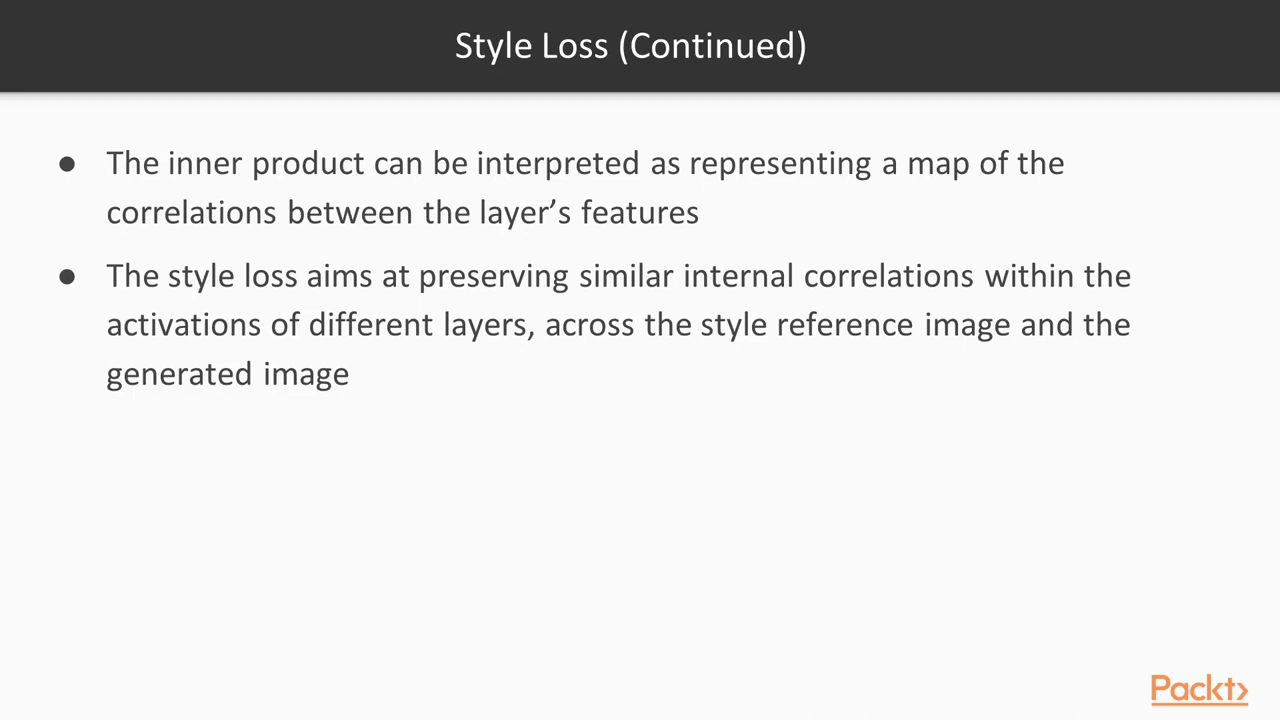 Style Loss (Continued)
● The inner product can be interpreted as representing a map of the
correlations between the layer’s features
● The style loss aims at preserving similar internal correlations within the
activations of different layers, across the style reference image and the
generated image
Packt>